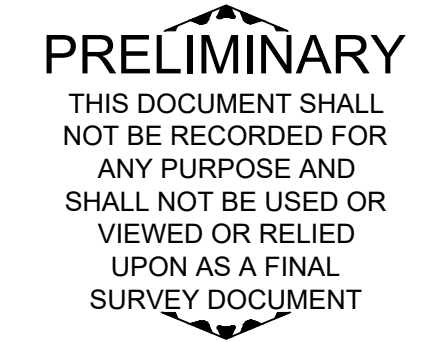 PRELIMINARY
THIS DOCUMENT SHALL
NOT BE RECORDED FOR
ANY PURPOSE AND
SHALL NOT BE USED OR
VIEWED OR RELIED
UPON AS A FINAL
SURVEY DOCUMENT